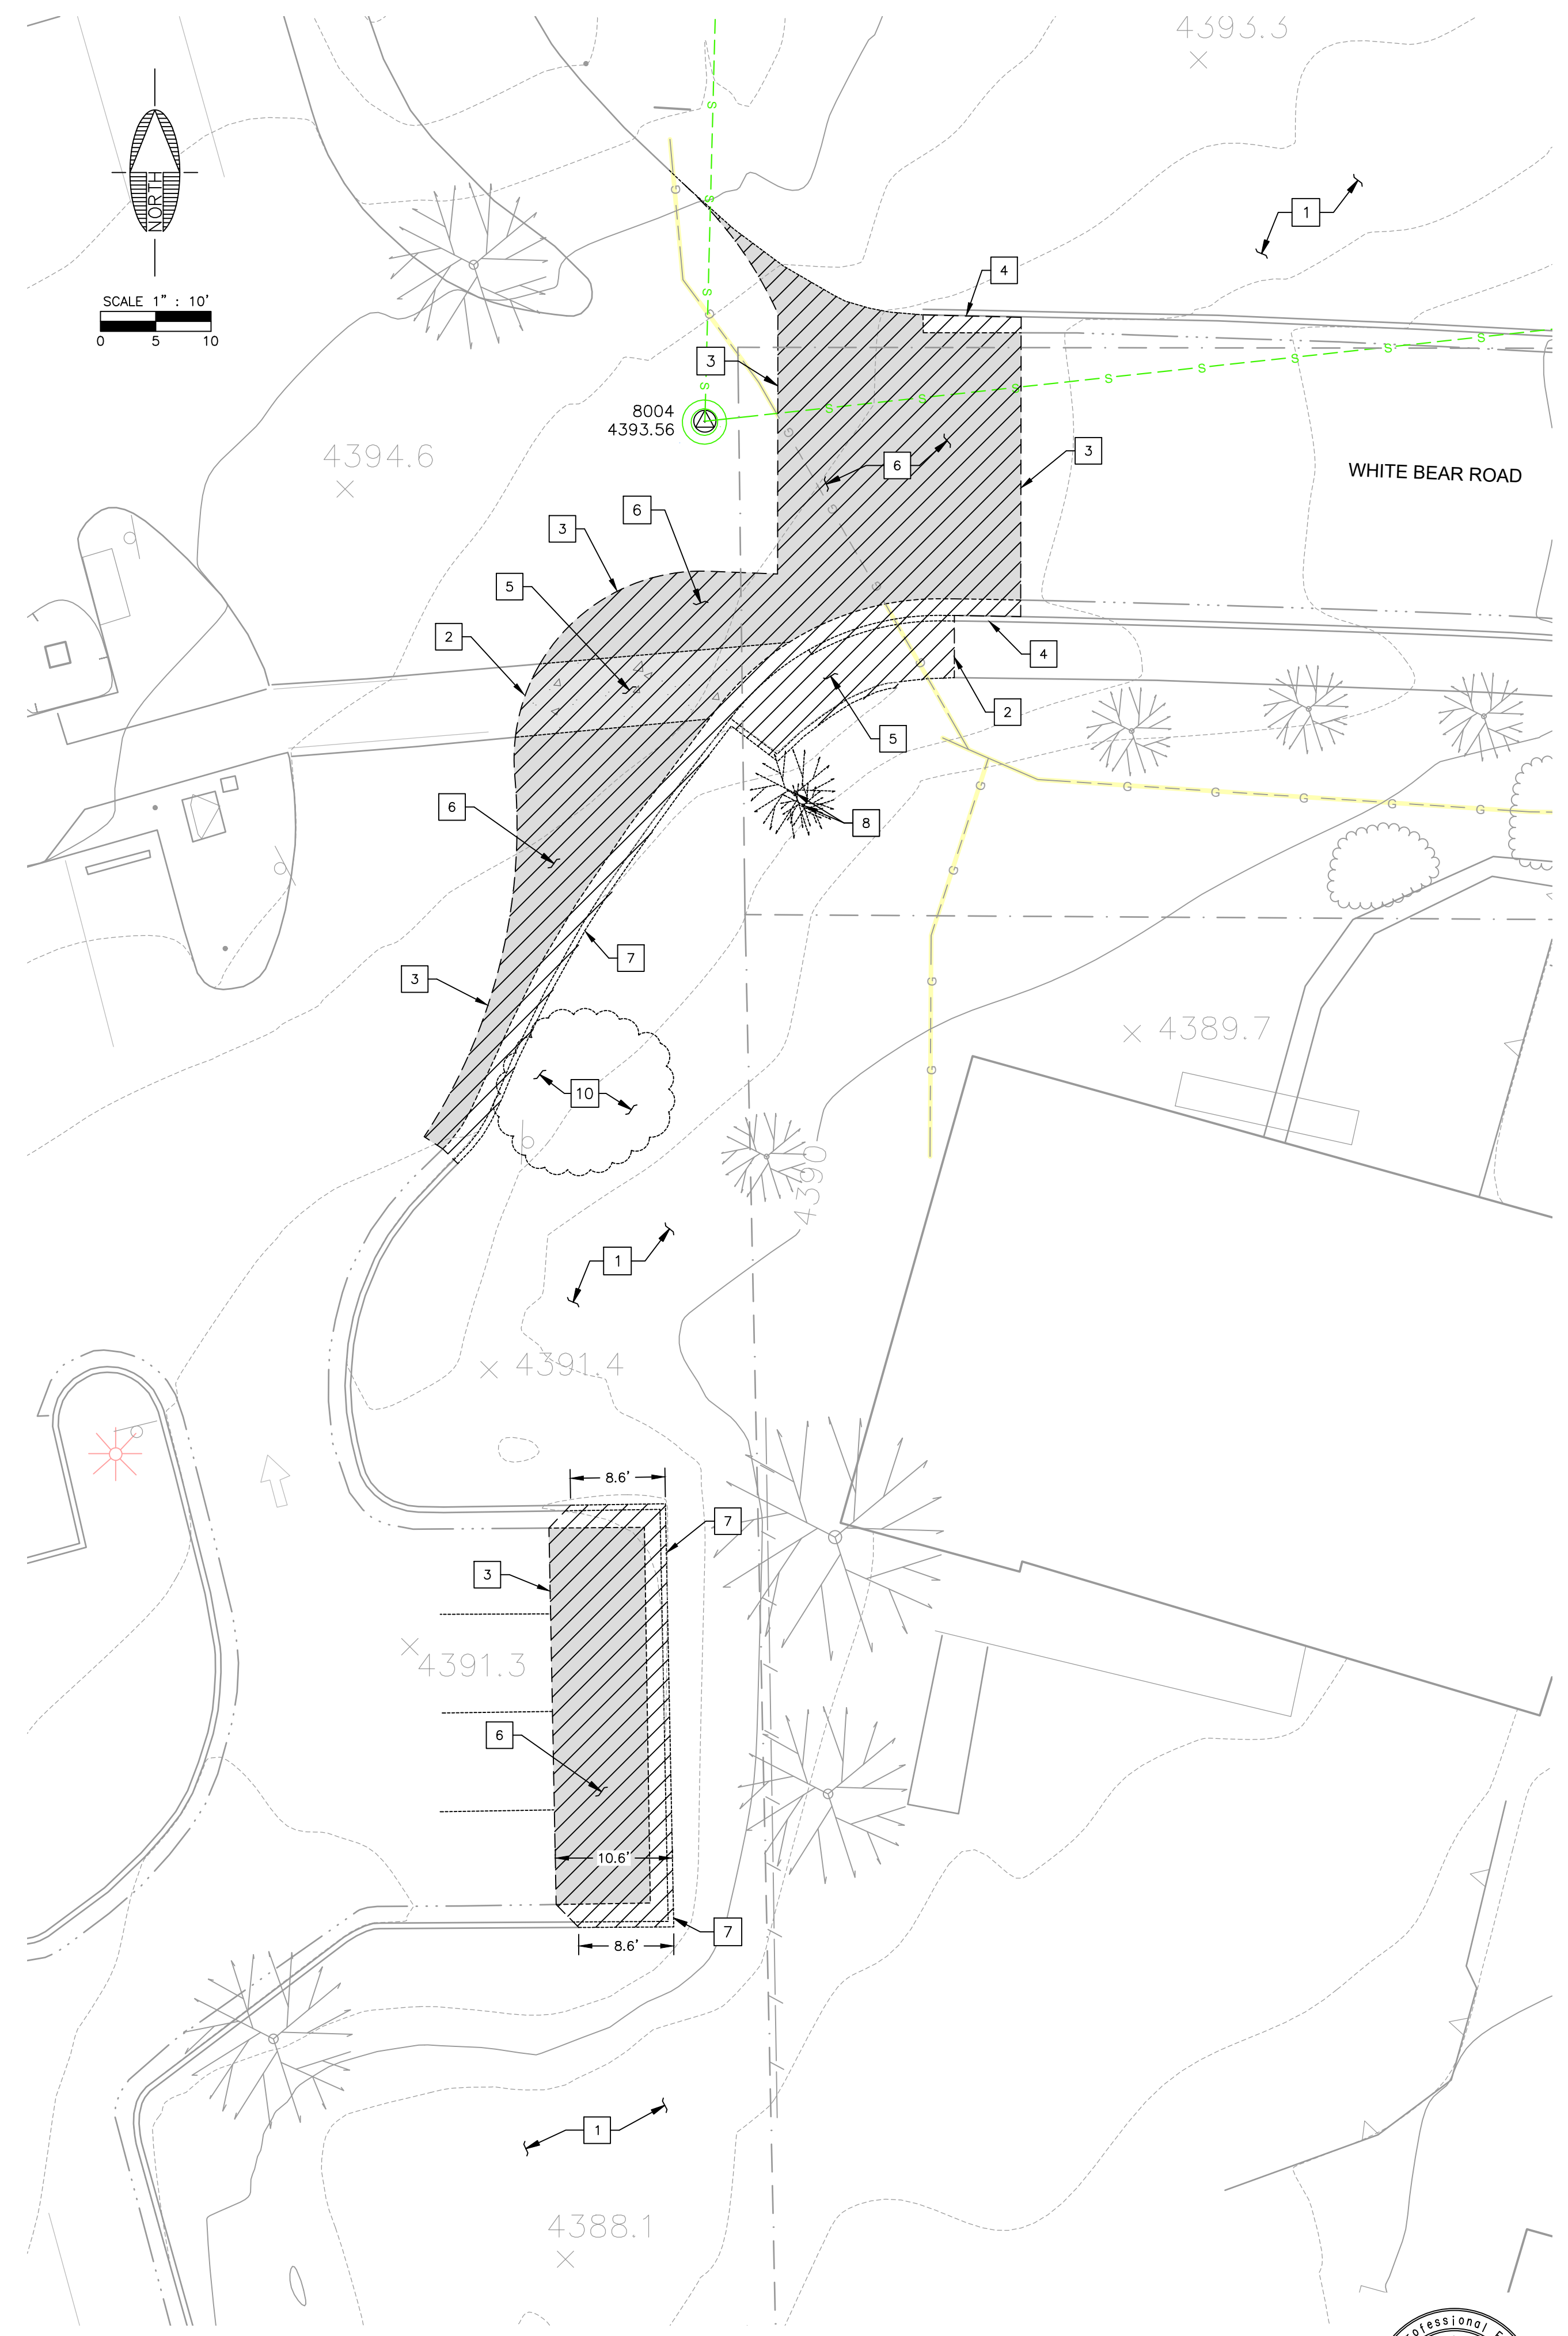 4393.3
NORTH
1
SCALE 1" : 10'
0 5 10
4
3
8004
4393.56
4394.6
3
6
WHITE BEAR ROAD
6
3
5
2
4
2
5
6
8
7
3
4389.7
10
4390
1
4391.4
8.6'
7
3
4391.3
6
10.6'
7
8.6'
1
4388.1
S
S
S
S
S
S
S
S
S
S
S
S
G
G
G
G
G
G
G
G
G
G
G
G
G
G